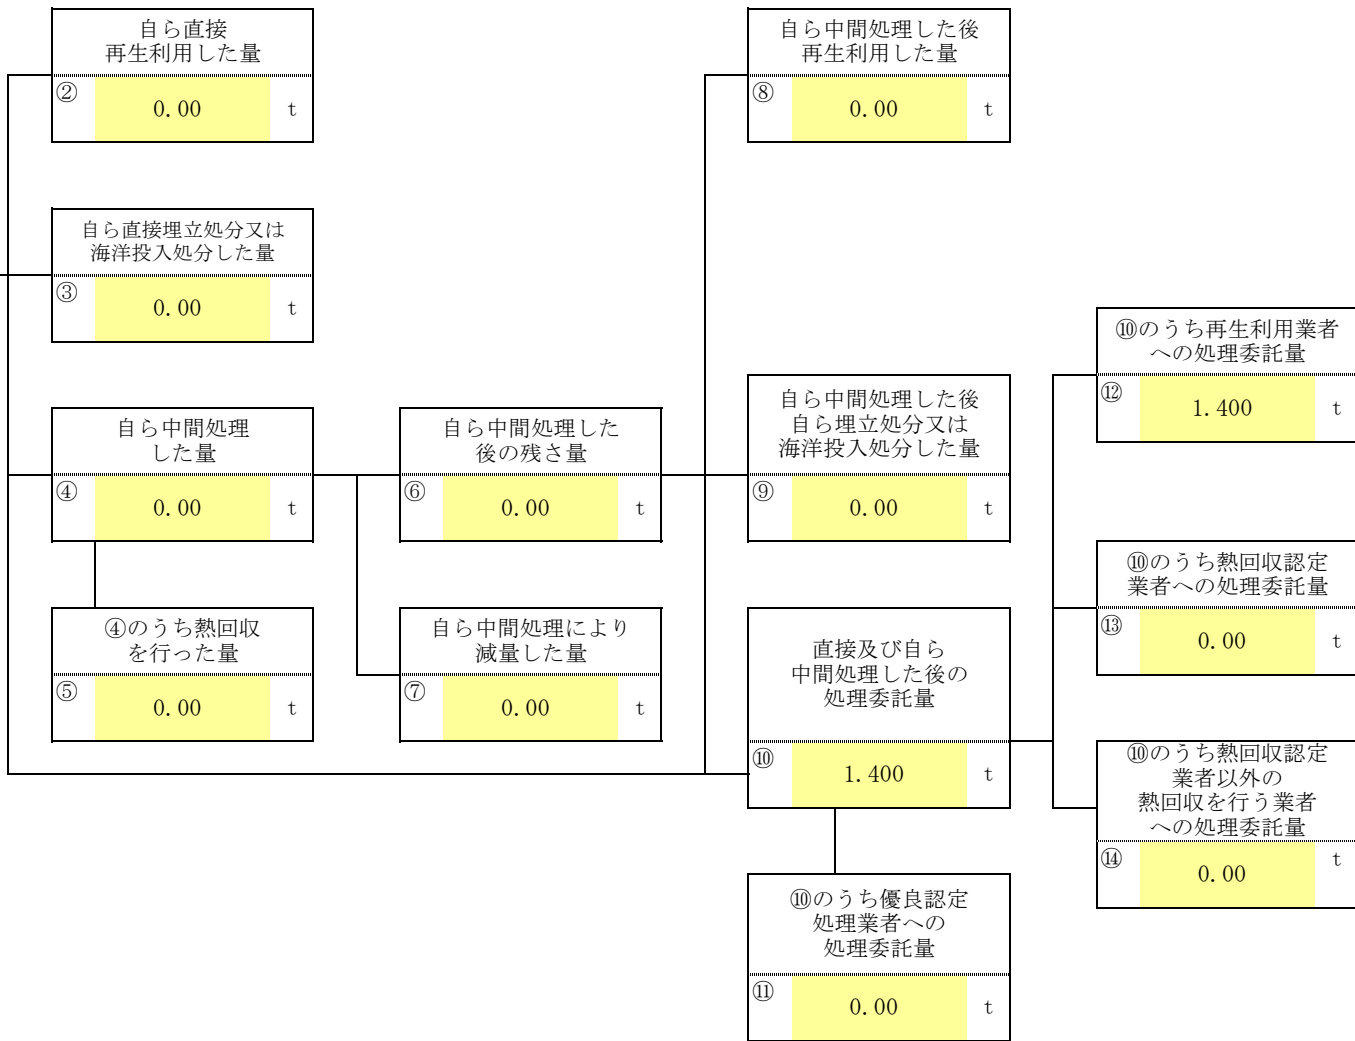 自ら直接
再生利用した量
② 0.00 t
自ら直接埋立処分又は
海洋投入処分した量
③ 0.00 t
自ら中間処理
した量
④ 0.00 t
④のうち熱回収
を行った量
⑤ 0.00 t
自ら中間処理した
後の残さ量
⑥ 0.00 t
自ら中間処理により
減量した量
⑦ 0.00 t
自ら中間処理した後
再生利用した量
⑧ 0.00 t
自ら中間処理した後
自ら埋立処分又は
海洋投入処分した量
⑨ 0.00 t
直接及び自ら
中間処理した後の
処理委託量
⑩ 1.400 t
⑩のうち優良認定
処理業者への
処理委託量
⑪ 0.00 t
⑩のうち再生利用業者
への処理委託量
⑫ 1.400 t
⑩のうち熱回収認定
業者への処理委託量
⑬ 0.00 t
⑩のうち熱回収認定
業者以外の
熱回収を行う業者
への処理委託量
⑭ 0.00 t